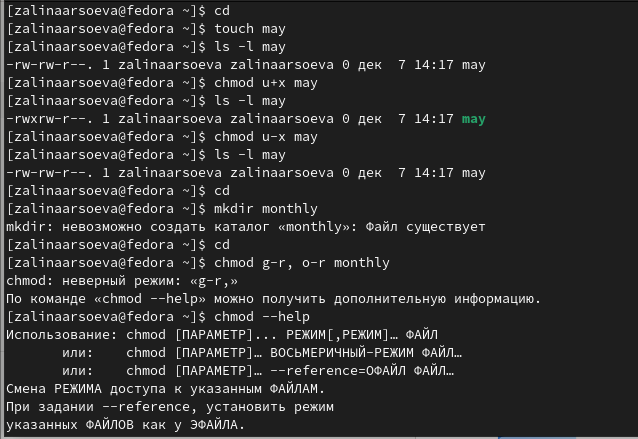 [zalinaarsoeva@fedora ~]$ cd
[zalinaarsoeva@fedora ~]$ touch may
[zalinaarsoeva@fedora ~]$ ls -l may
-rw-rw-r--. 1 zalinaarsoeva zalinaarsoeva 0 дек  7 14:17 may
[zalinaarsoeva@fedora ~]$ chmod u+x may
[zalinaarsoeva@fedora ~]$ ls -l may
-rwxrw-r--. 1 zalinaarsoeva zalinaarsoeva 0 дек  7 14:17 may
[zalinaarsoeva@fedora ~]$ chmod u-x may
[zalinaarsoeva@fedora ~]$ ls -l may
-rw-rw-r--. 1 zalinaarsoeva zalinaarsoeva 0 дек  7 14:17 may
[zalinaarsoeva@fedora ~]$ cd
[zalinaarsoeva@fedora ~]$ mkdir monthly
mkdir: невозможно создать каталог «monthly»: Файл существует
[zalinaarsoeva@fedora ~]$ cd
[zalinaarsoeva@fedora ~]$ chmod g-r, o-r monthly
chmod: неверный режим: «g-r,»
По команде «chmod --help» можно получить дополнительную информацию.
[zalinaarsoeva@fedora ~]$ chmod --help
Использование: chmod [ПАРАМЕТР]... РЕЖИМ[,РЕЖИМ]… ФАЙЛ
       или:    chmod [ПАРАМЕТР]… ВОСЬМЕРИЧНЫЙ-РЕЖИМ ФАЙЛ…
       или:    chmod [ПАРАМЕТР]… --reference=ОФАЙЛ ФАЙЛ…
Смена РЕЖИМА доступа к указанным ФАЙЛАМ.
При задании --reference, установить режим
указанных ФАЙЛОВ как у ЭФАЙЛА.